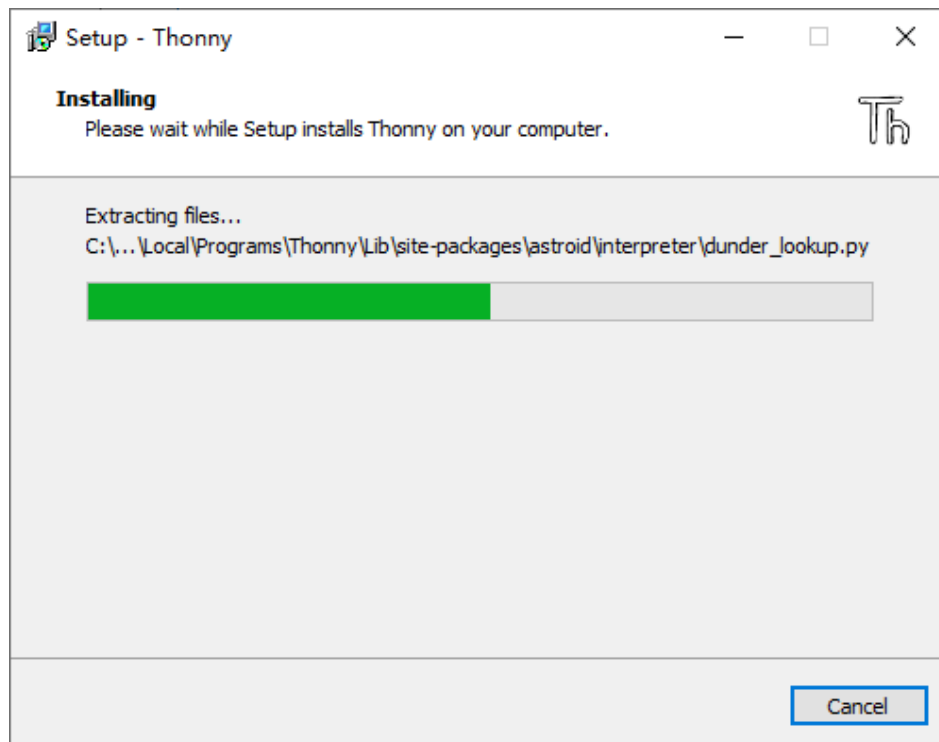 Setup - Thonny
Installing
Please wait while Setup installs Thonny on your computer.
Th
Extracting files...
C:\...\Local\Programs\Thonny\Lib\site-packages\astroid\interpreter\dunder_lookup.py
Cancel